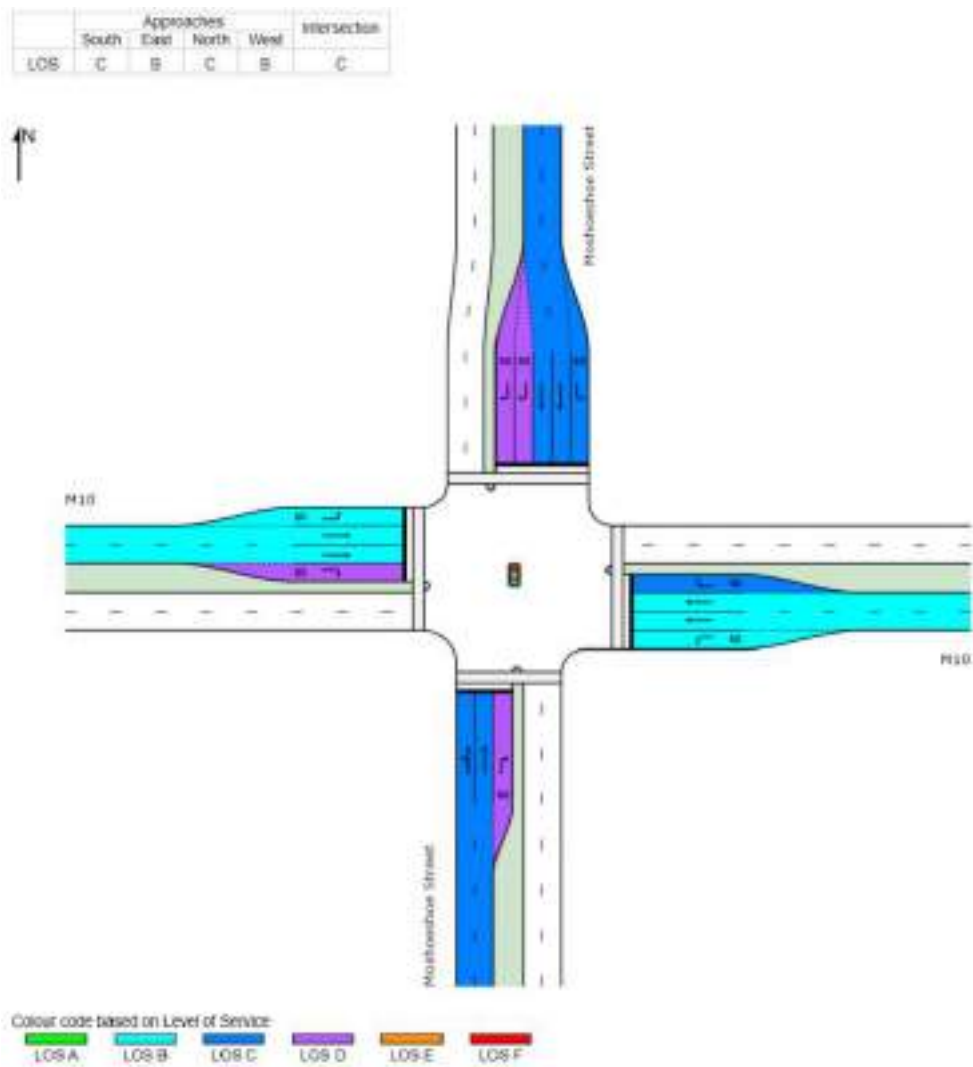 Approaches
Intersection
South East North West
LOS C B C B C
N
Moshoeshoe Street
M10
M10
Moshoeshoe Street
Colour code based on Level of Service
LOS A LOS B LOS C LOS D LOS E LOS F